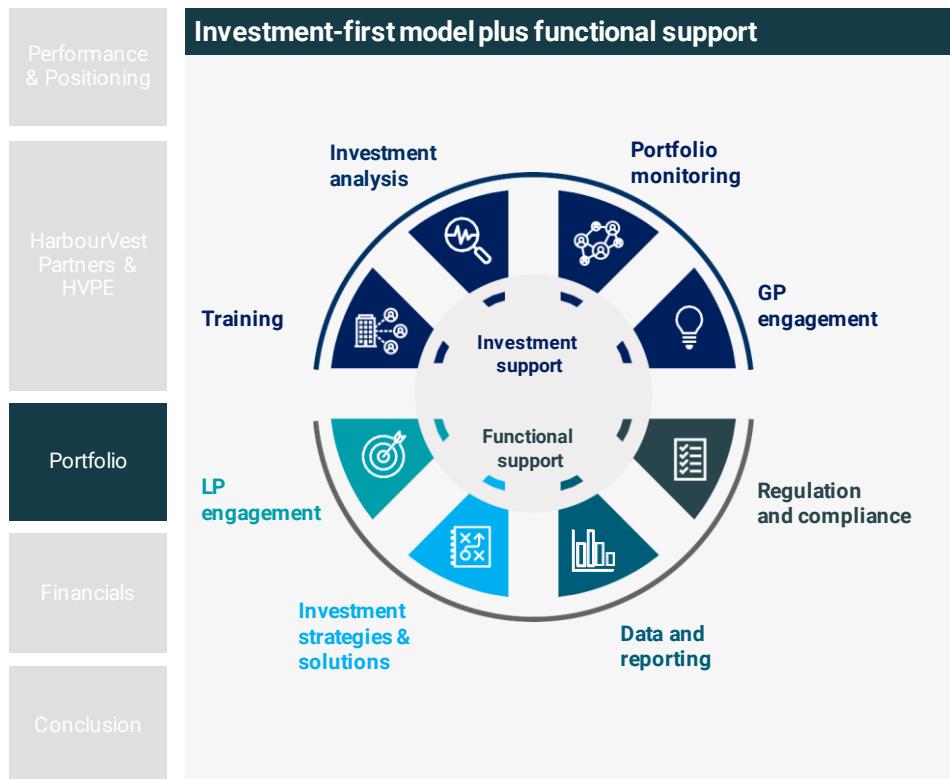 Performance
& Positioning
HarbourVest
Partners &
HVPE
Portfolio
Financials
Conclusion
Investment-first model plus functional support
Investment
analysis
Portfolio
monitoring
Training
GP
engagement
Investment
support
Functional
support
LP
engagement
Regulation
and compliance
Investment
strategies &
solutions
Data and
reporting